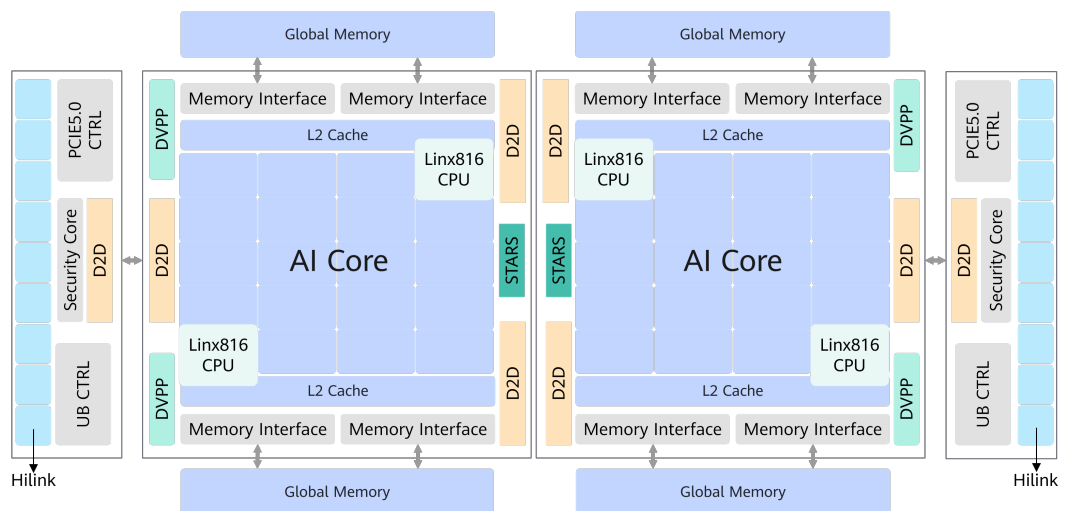 Global Memory
Global Memory
PCIE5.0
CTRL
Security Core
D2D
UB CTRL
Hilink
DVPP
D2D
DVPP
Memory Interface
Memory Interface
L2 Cache
Linx816
CPU
AI Core
Linx816
CPU
L2 Cache
Memory Interface
Memory Interface
D2D
STARS
D2D
D2D
STARS
D2D
Memory Interface
Memory Interface
L2 Cache
Linx816
CPU
AI Core
Linx816
CPU
L2 Cache
Memory Interface
Memory Interface
DVPP
D2D
DVPP
PCIE5.0
CTRL
D2D
Security Core
UB CTRL
Hilink
Global Memory
Global Memory